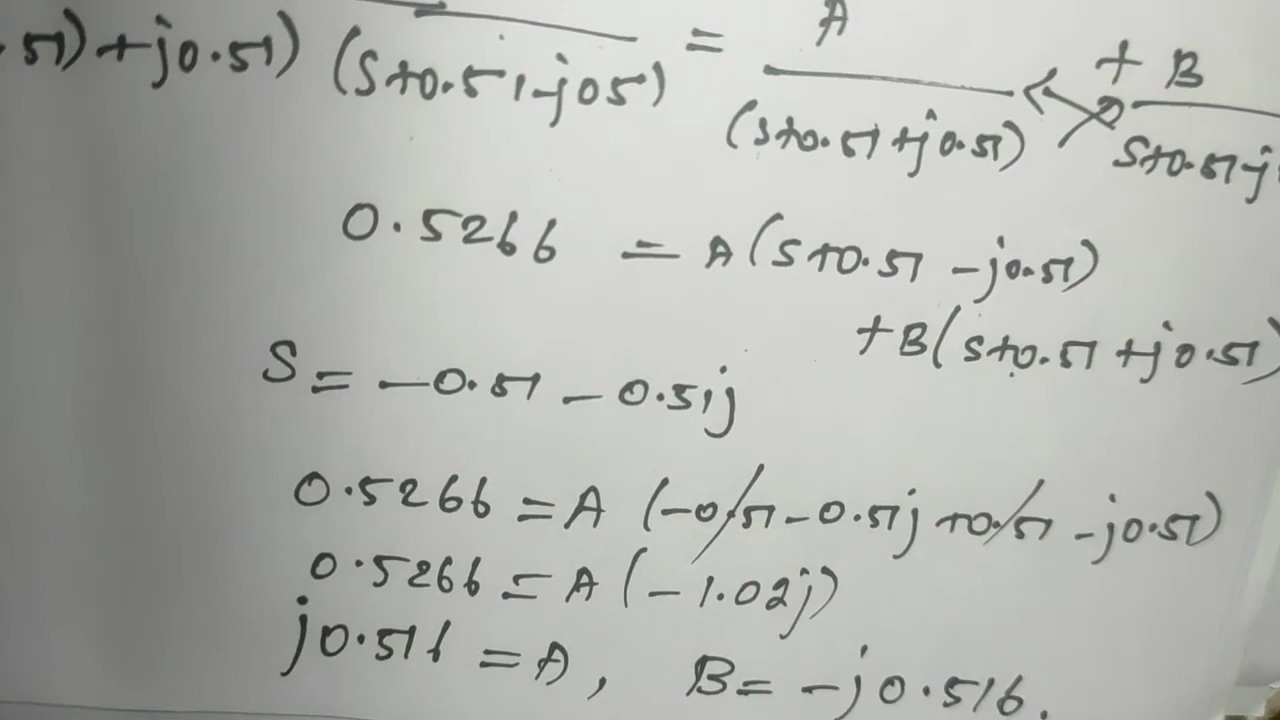 .51)+j0.51) (S+0.51-j05) = A/(S+0.51+j0.51) + B/S+0.51-j
0.5266 = A(S+0.51 -j0.51)
+B(S+0.51+j0.51)
S = -0.51 - 0.51j
0.5266 = A (-0.51-0.51j+0.51-j0.51)
0.5266 = A(-1.02j)
j0.516 = A, B = -j0.516.